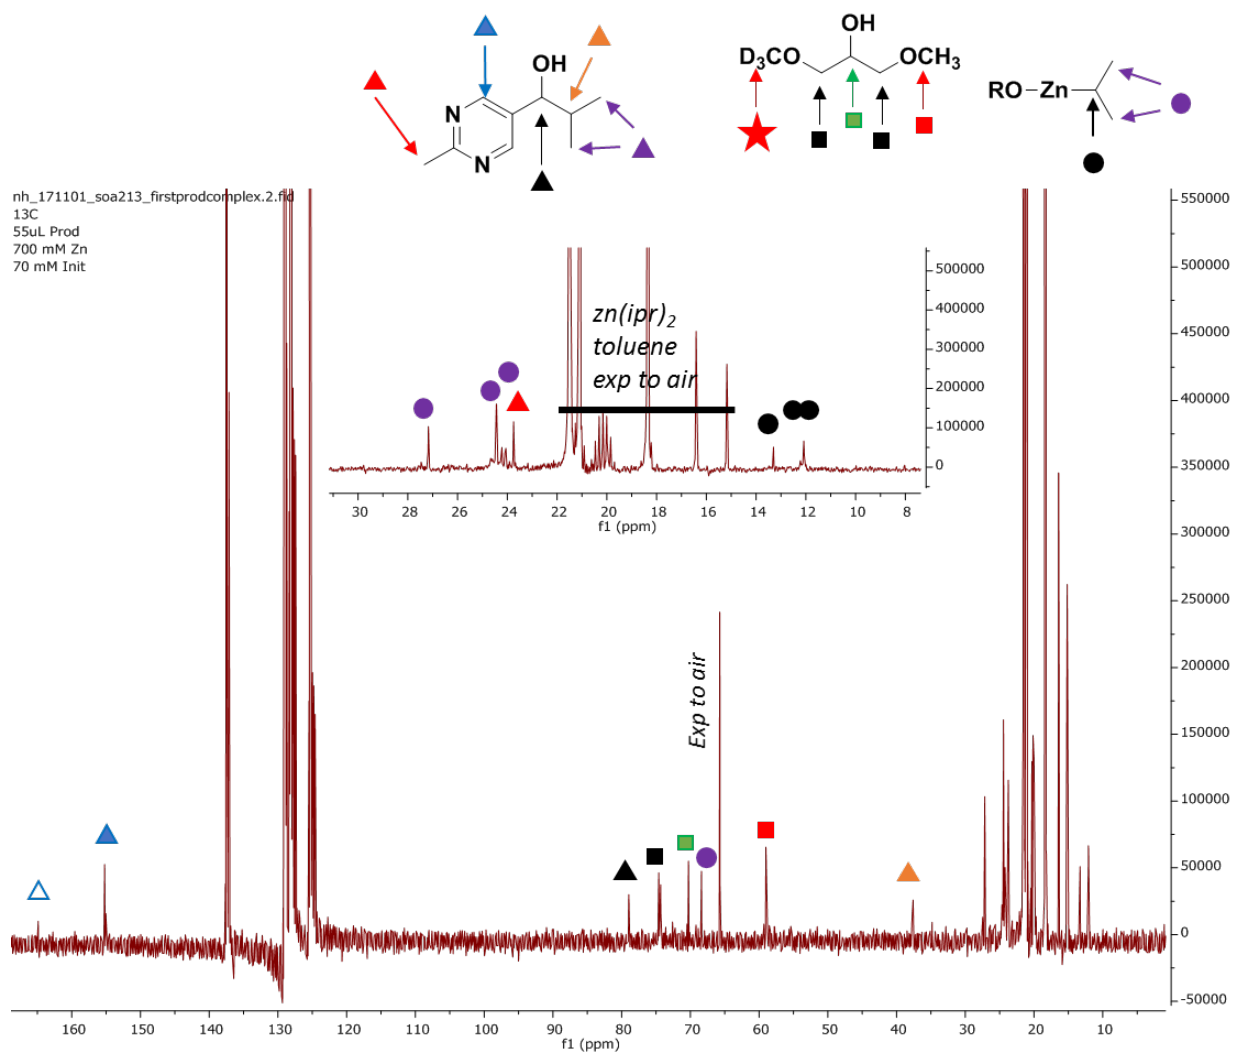 OH
N
N
OH
D3CO
OCH3
RO
Zn
nh_171101_soa213_firstprodcomplex.2.fid
13C
55uL Prod
700 mM Zn
70 mM Init
zn(ipr)2
toluene
exp to air
500000
400000
300000
200000
100000
0
30 28 26 24 22 20 18 16 14 12 10 8
f1 (ppm)
Exp to air
550000
500000
450000
400000
350000
300000
250000
200000
150000
100000
50000
0
-50000
160 150 140 130 120 110 100 90 80 70 60 50 40 30 20 10
f1 (ppm)